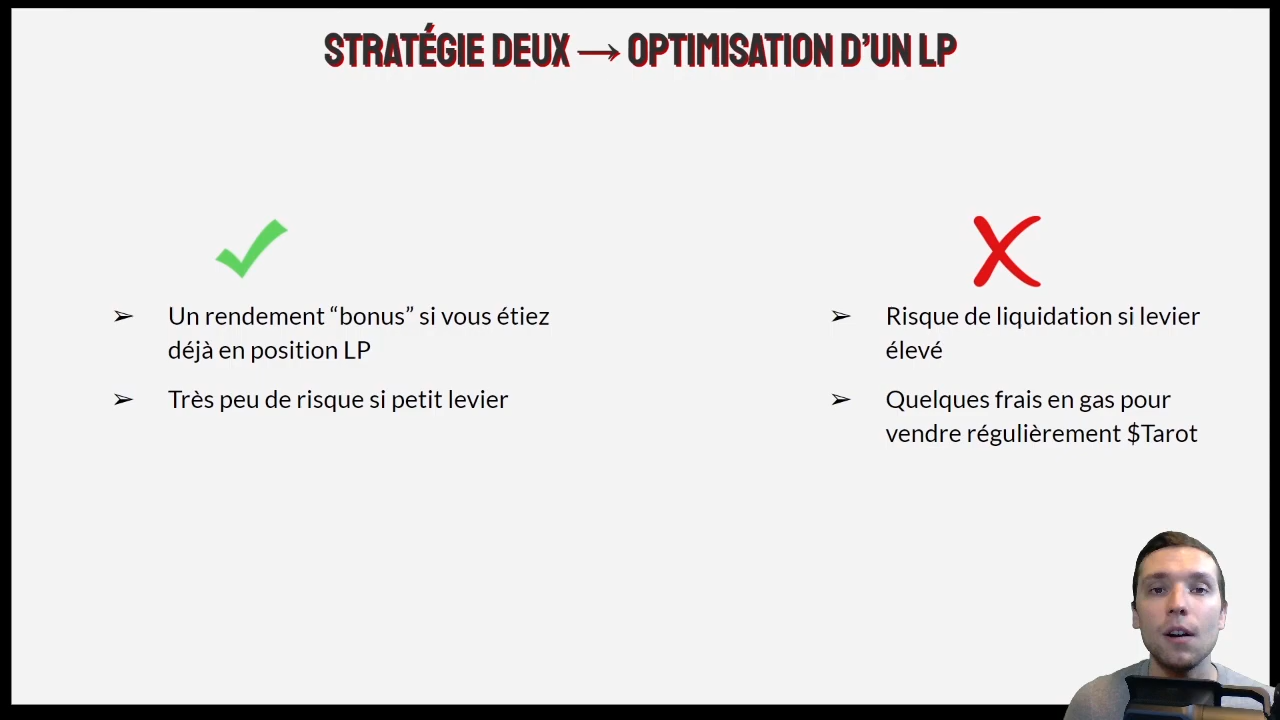 STRATÉGIE DEUX → OPTIMISATION D’UN LP
➢ Un rendement “bonus” si vous étiez
déjà en position LP
➢ Très peu de risque si petit levier
➢ Risque de liquidation si levier
élevé
➢ Quelques frais en gas pour
vendre régulièrement $Tarot